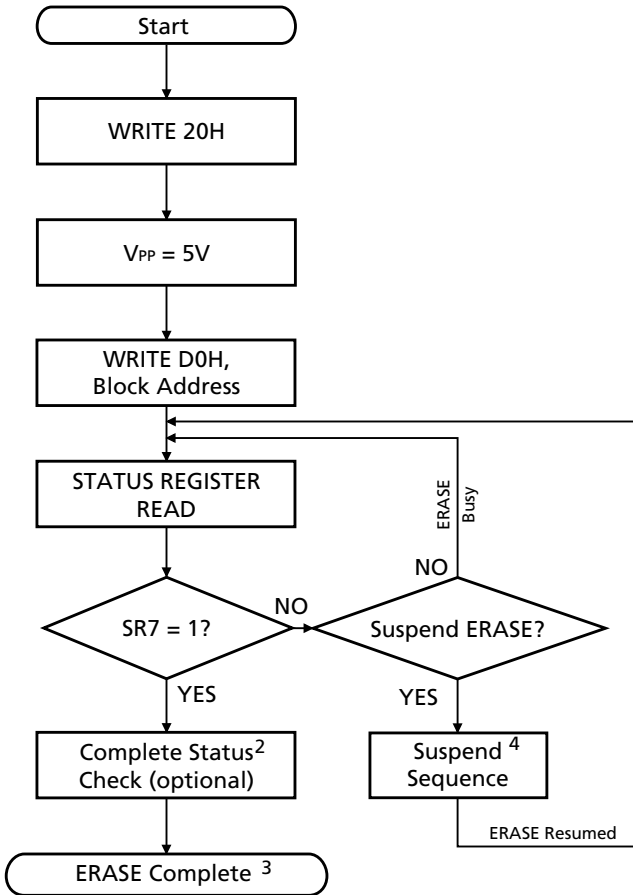 Start
WRITE 20H
VPP = 5V
WRITE D0H,
Block Address
STATUS REGISTER
READ
ERASE
Busy
NO
SR7 = 1?
NO
Suspend ERASE?
YES
YES
Complete Status2
Check (optional)
Suspend 4
Sequence
ERASE Resumed
ERASE Complete 3